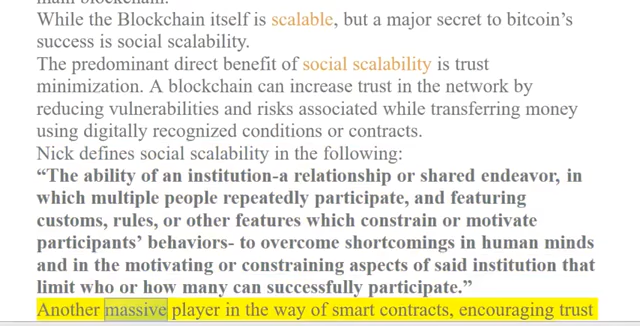 main blockchain.
While the Blockchain itself is scalable, but a major secret to bitcoin’s
success is social scalability.
The predominant direct benefit of social scalability is trust
minimization. A blockchain can increase trust in the network by
reducing vulnerabilities and risks associated while transferring money
using digitally recognized conditions or contracts.
Nick defines social scalability in the following:
“The ability of an institution-a relationship or shared endeavor, in
which multiple people repeatedly participate, and featuring
customs, rules, or other features which constrain or motivate
participants’ behaviors- to overcome shortcomings in human minds
and in the motivating or constraining aspects of said institution that
limit who or how many can successfully participate.”
Another massive player in the way of smart contracts, encouraging trust